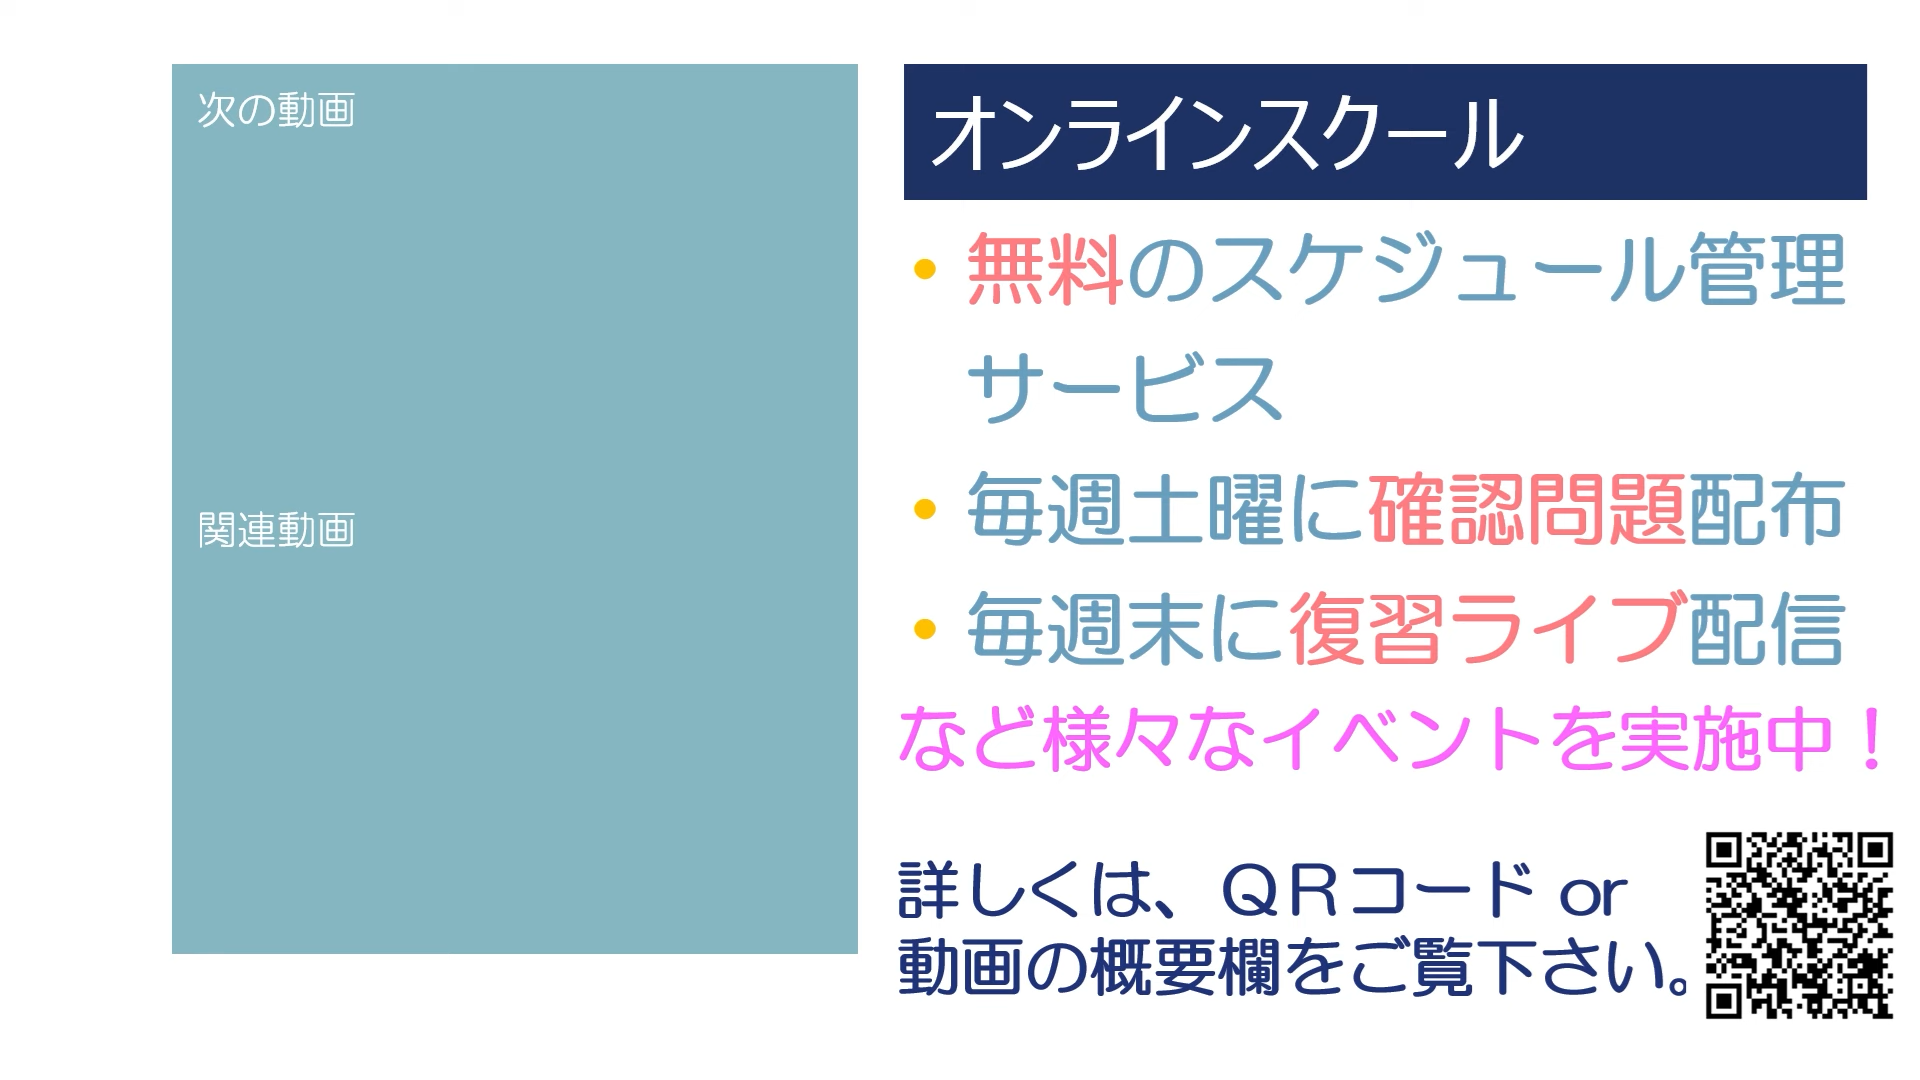 次の動画
関連動画
オンラインスクール
• 無料のスケジュール管理
サービス
• 毎週土曜に確認問題配布
• 毎週末に復習ライブ配信
など様々なイベントを実施中！
詳しくは、ＱＲコード or
動画の概要欄をご覧下さい。